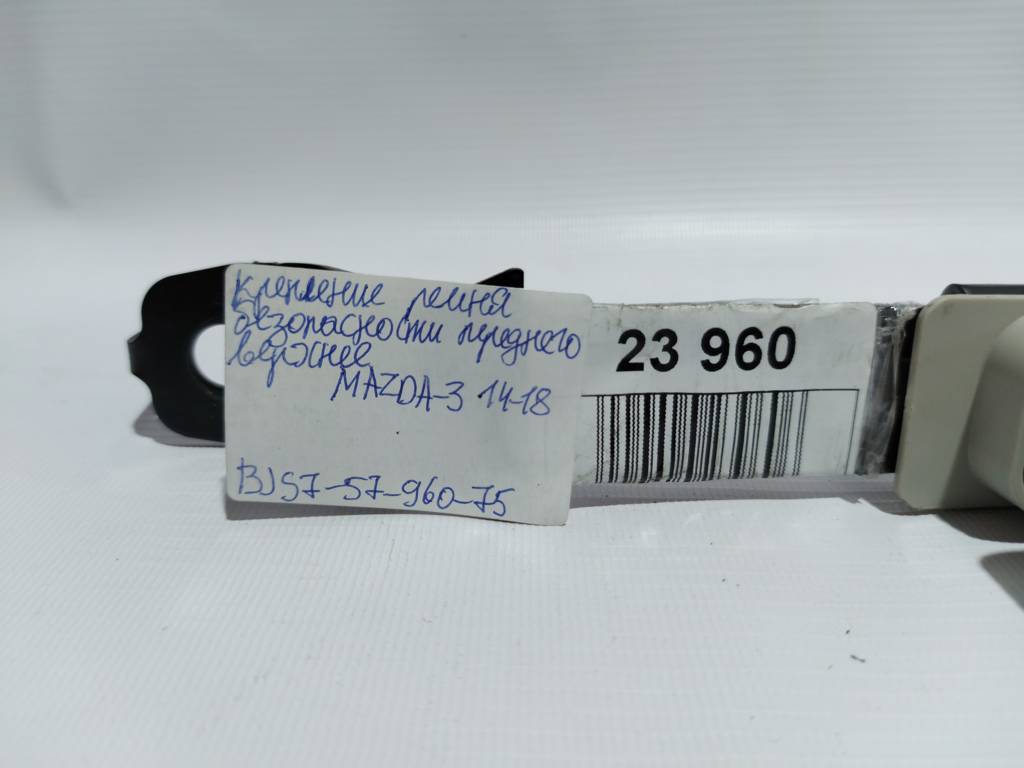 крепление ремня
безопасности переднего
верхнее
MAZDA-3 14-18
BJS7-57-960-75
23 960